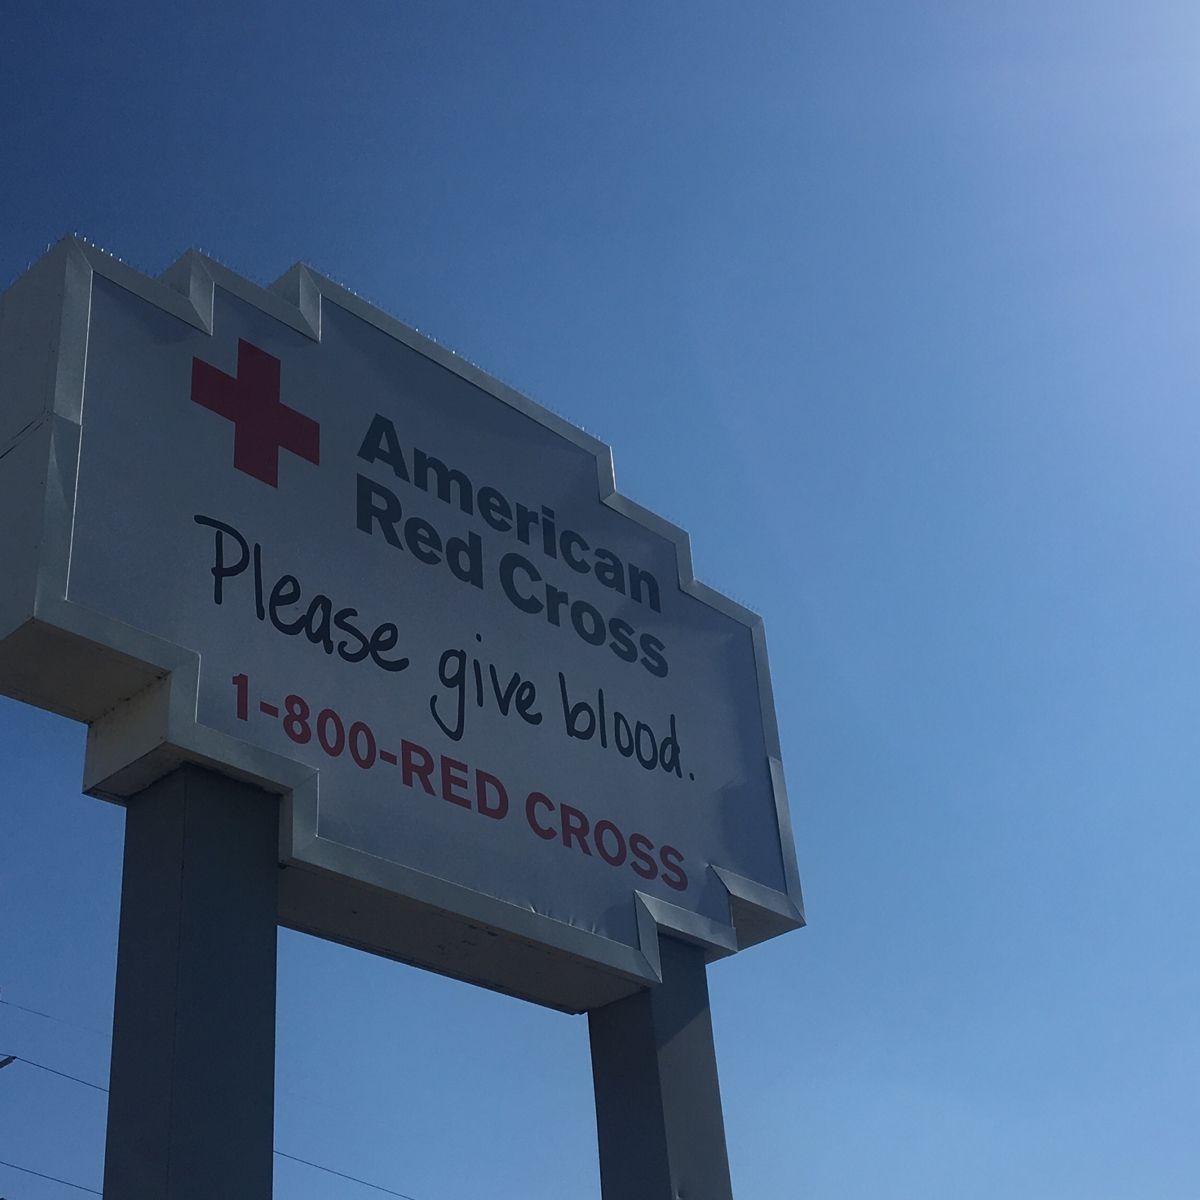 American
Red Cross
Please give blood.
1-800-RED CROSS